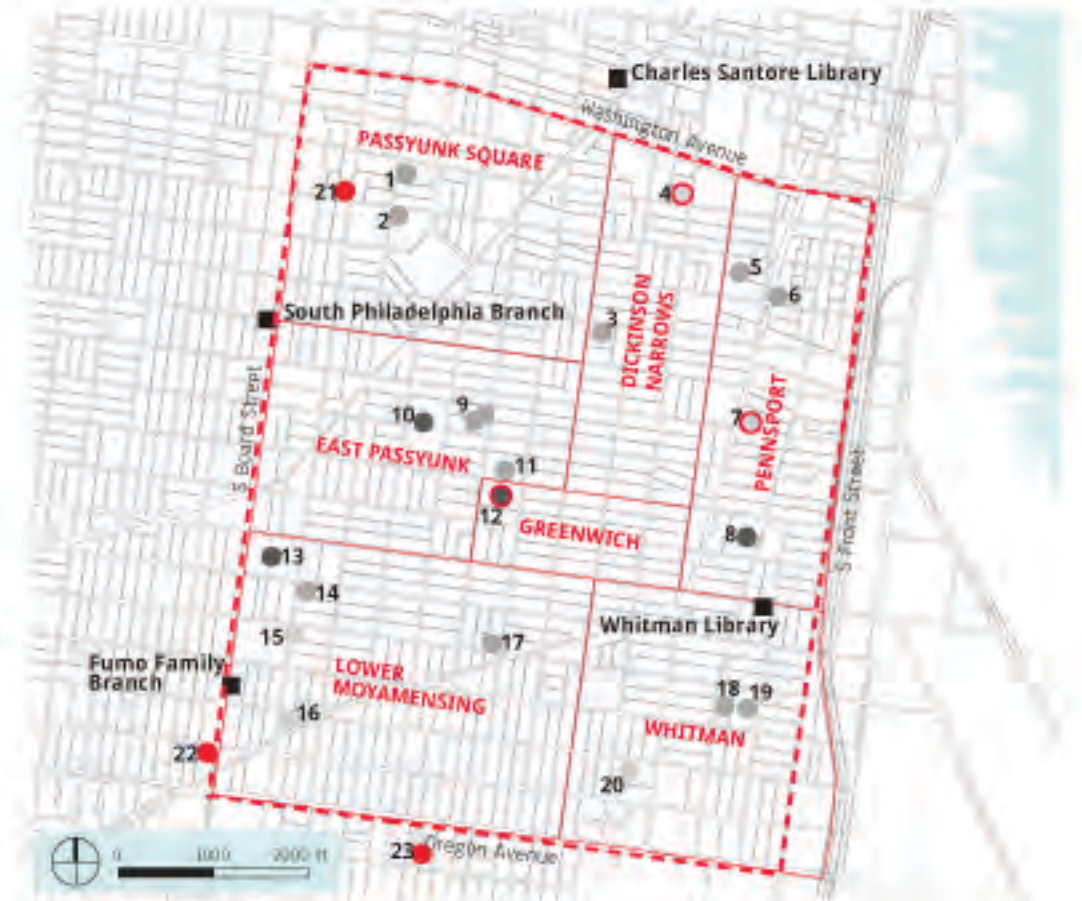 Charles Santore Library
Washington Avenue
PASSYUNK SQUARE
1
21
2
4
5
6
South Philadelphia Branch
3
DICKINSON
NARROWS
S Board Street
10
9
7
PENNSPORT
EAST PASSYUNK
11
12
GREENWICH
8
S Front Street
13
14
15
17
Whitman Library
Fumo Family
Branch
LOWER
MOYAMENSING
16
18
19
WHITMAN
22
20
23
Oregon Avenue
0 1000 2000 ft